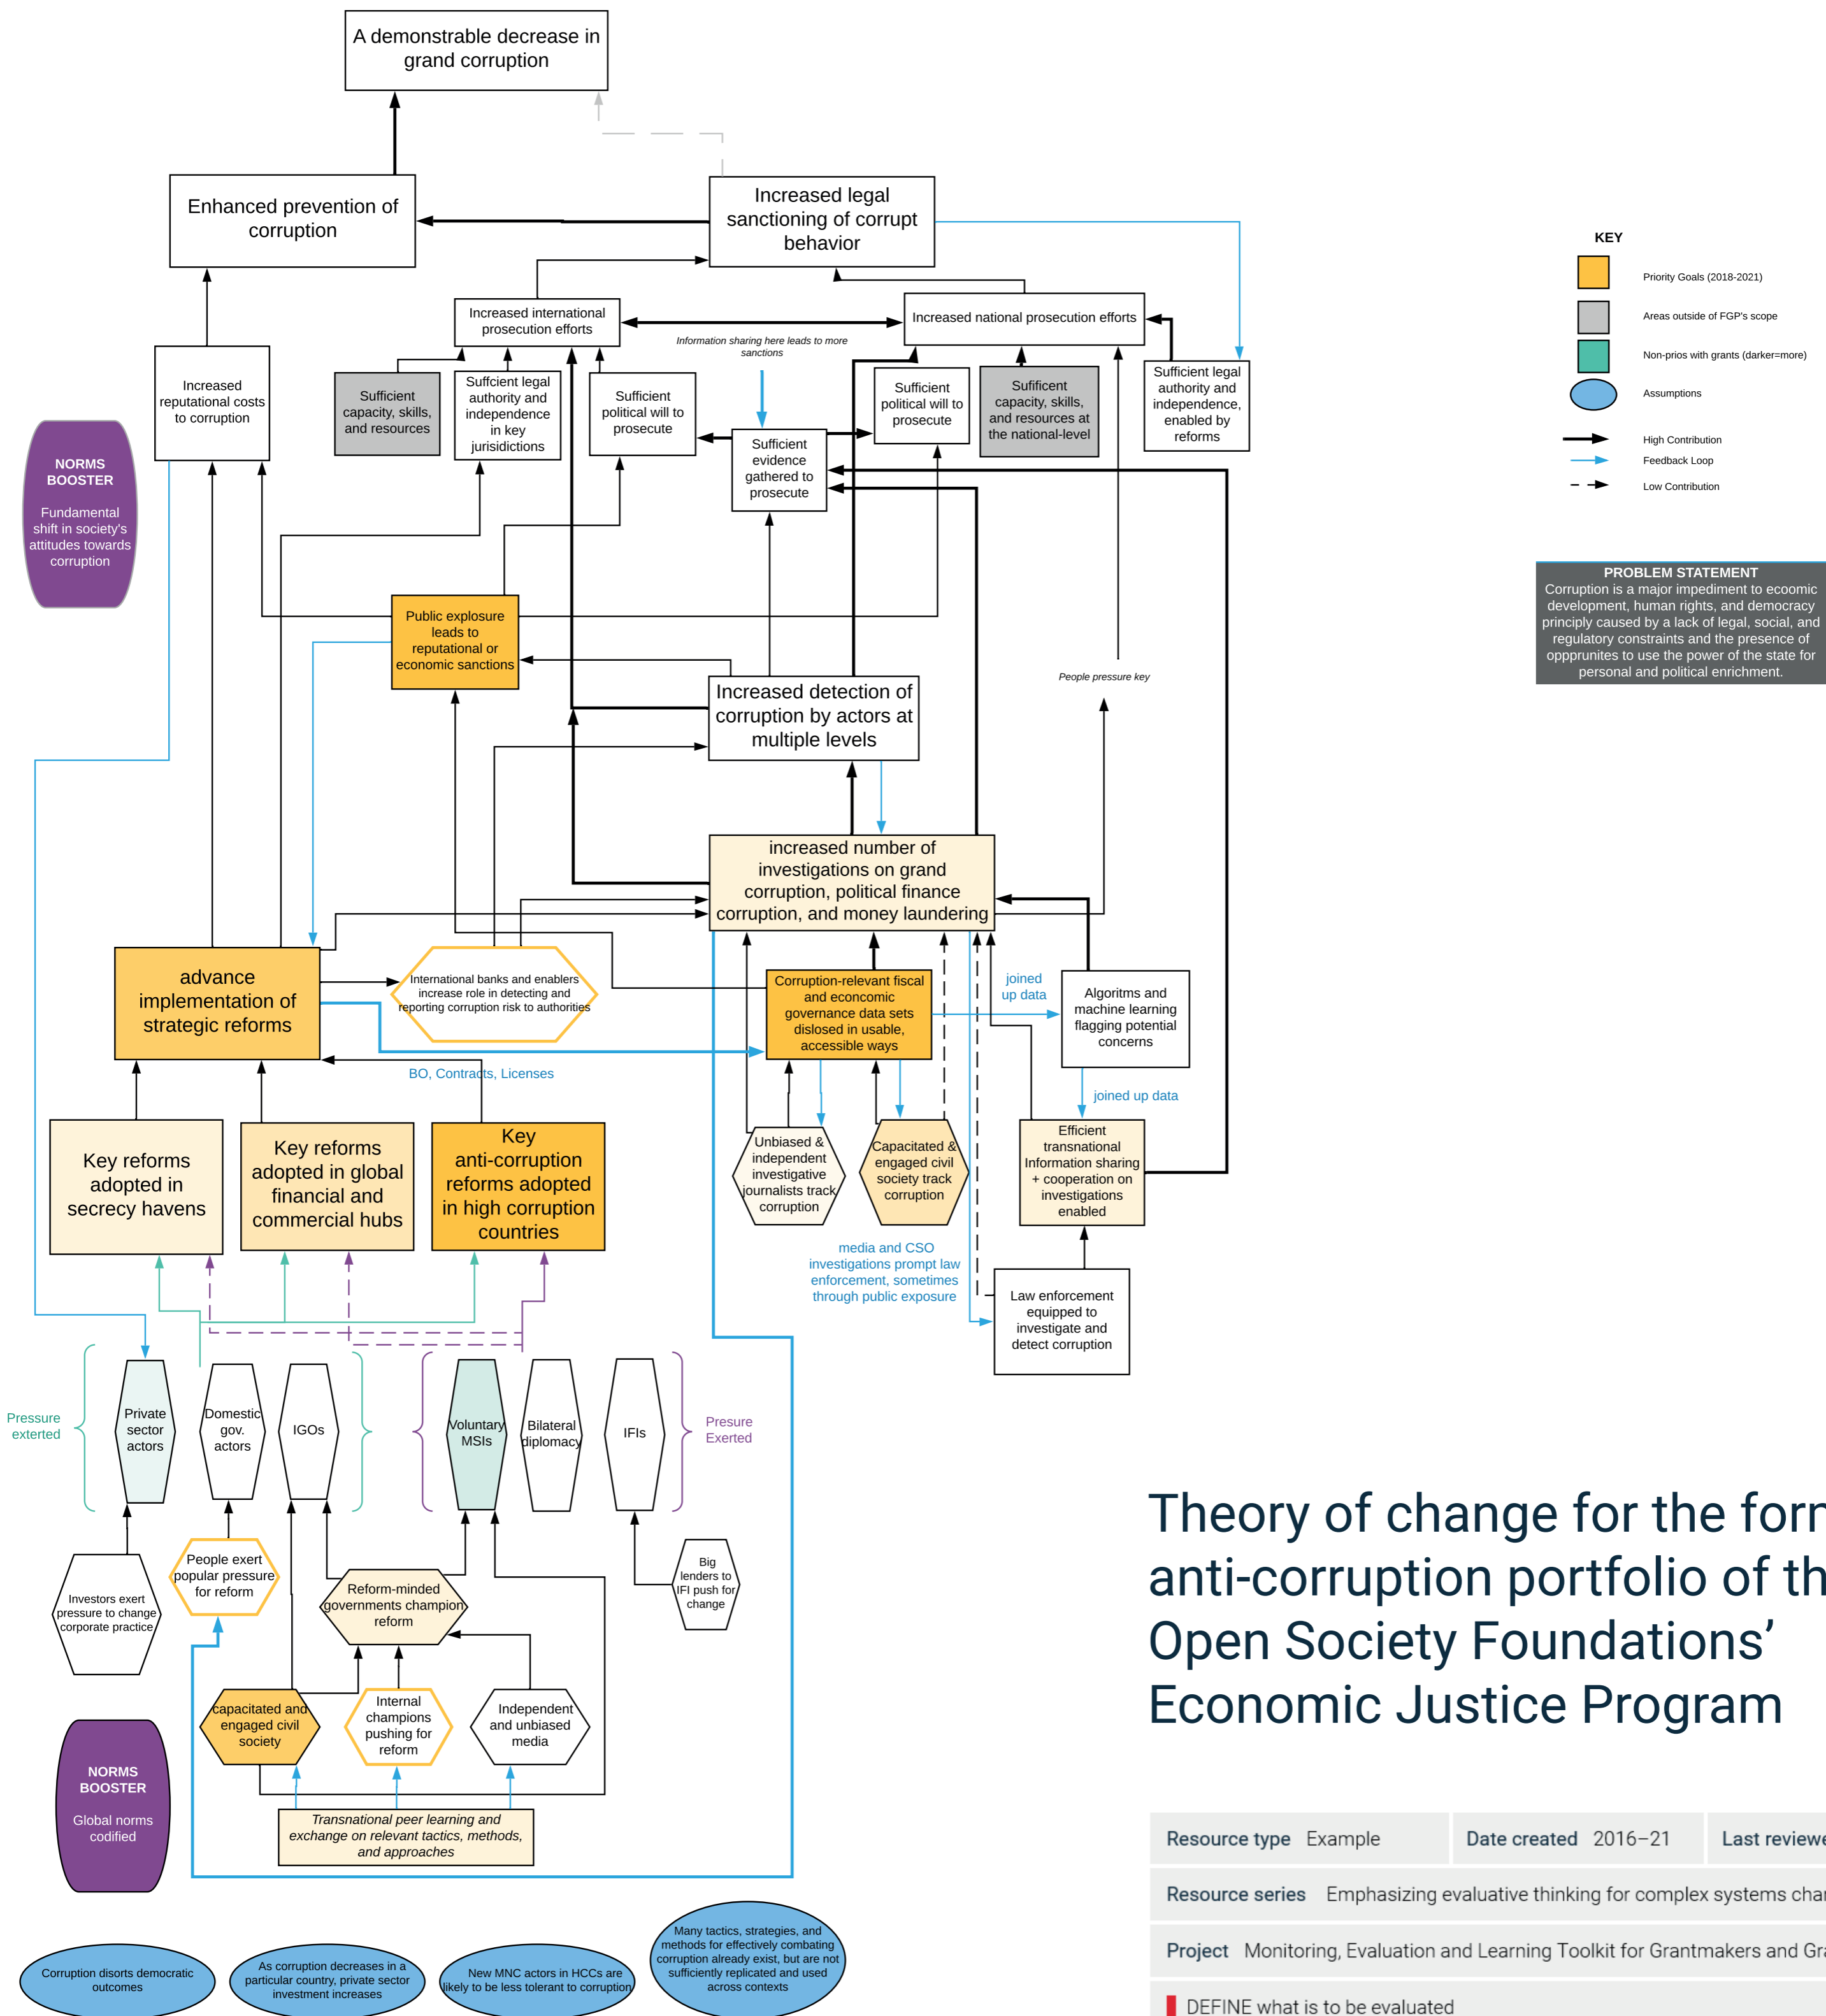 A demonstrable decrease in
grand corruption
Enhanced prevention of
corruption
Increased legal
sanctioning of corrupt
behavior
KEY
Priority Goals (2018-2021)
Areas outside of FGP's scope
Non-prios with grants (darker=more)
Assumptions
High Contribution
Feedback Loop
Low Contribution
Increased international
prosecution efforts
Increased national prosecution efforts
Information sharing here leads to more
sanctions
Increased
reputational costs
to corruption
Sufficient
capacity, skills,
and resources
Suffcient legal
authority and
independence
in key
jurisidictions
Sufficient
political will to
prosecute
Sufficient
evidence
gathered to
prosecute
Sufficient
political will to
prosecute
Sufificent
capacity, skills,
and resources at
the national-level
Sufficient legal
authority and
independence,
enabled by
reforms
NORMS
BOOSTER
Fundamental
shift in society's
attitudes towards
corruption
PROBLEM STATEMENT
Corruption is a major impediment to ecoomic
development, human rights, and democracy
principly caused by a lack of legal, social, and
regulatory constraints and the presence of
oppprunites to use the power of the state for
personal and political enrichment.
Public explosure
leads to
reputational or
economic sanctions
Increased detection of
corruption by actors at
multiple levels
People pressure key
increased number of
investigations on grand
corruption, political finance
corruption, and money laundering
advance
implementation of
strategic reforms
International banks and enablers
increase role in detecting and
reporting corruption risk to authorities
Corruption-relevant fiscal
and econcomic
governance data sets
dislosed in usable,
accessible ways
joined
up data
Algoritms and
machine learning
flagging potential
concerns
BO, Contracts, Licenses
joined up data
Key reforms
adopted in
secrecy havens
Key reforms
adopted in global
financial and
commercial hubs
Key
anti-corruption
reforms adopted
in high corruption
countries
Unbiased &
independent
investigative
journalists track
corruption
Capacitated &
engaged civil
society track
corruption
Efficient
transnational
Information sharing
+ cooperation on
investigations
enabled
media and CSO
investigations prompt law
enforcement, sometimes
through public exposure
Law enforcement
equipped to
investigate and
detect corruption
Pressure
exterted
Private
sector
actors
Domestic
gov.
actors
IGOs
Voluntary
MSIs
Bilateral
diplomacy
IFIs
Presure
Exerted
Investors exert
pressure to change
corporate practice
People exert
popular pressure
for reform
Reform-minded
governments champion
reform
Big
lenders to
IFI push for
change
capacitated and
engaged civil
society
Internal
champions
pushing for
reform
Independent
and unbiased
media
NORMS
BOOSTER
Global norms
codified
Transnational peer learning and
exchange on relevant tactics, methods,
and approaches
Corruption disorts democratic
outcomes
As corruption decreases in a
particular country, private sector
investment increases
New MNC actors in HCCs are
likely to be less tolerant to corruption
Many tactics, strategies, and
methods for effectively combating
corruption already exist, but are not
sufficiently replicated and used
across contexts
Theory of change for the
anti-corruption portfolio of
Open Society Foundations’
Economic Justice Program
Resource type Example Date created 2016–21 Last
Resource series Emphasizing evaluative thinking for complex systems
Project Monitoring, Evaluation and Learning Toolkit for Grantmakers and
DEFINE what is to be evaluated